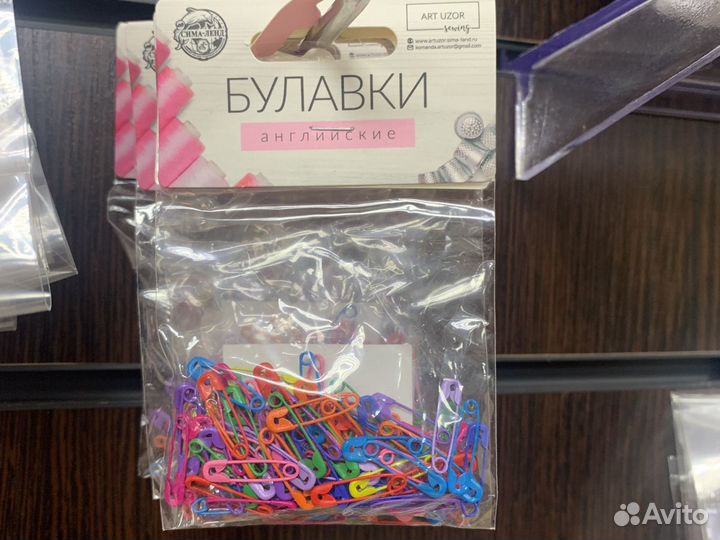 СИМА-ЛЕНД
ART UZOR
sewing
www.artuzor.sima-land.ru
komanda.artuzor@gmail.com
БУЛАВКИ
английские
Avito